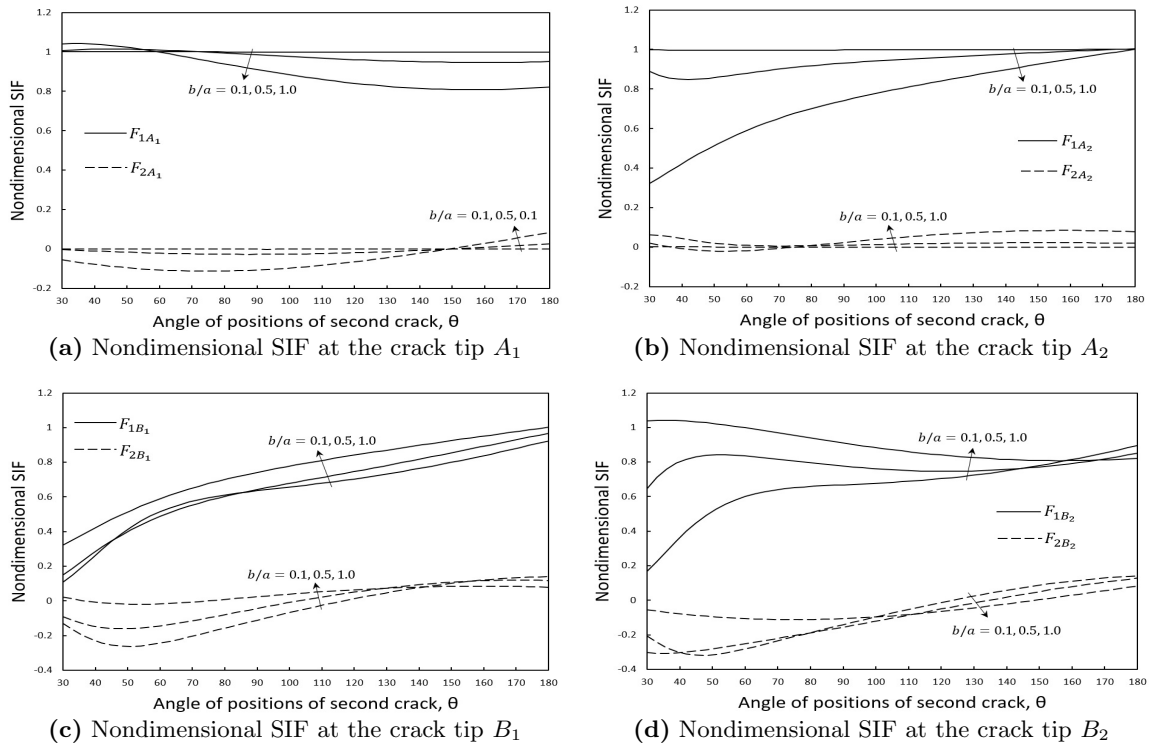 1.2
1
0.8
0.6
0.4
0.2
0
-0.2
Nondimensional SIF
b/a = 0.1, 0.5, 1.0
F1A1
F2A1
b/a = 0.1, 0.5, 0.1
30 40 50 60 70 80 90 100 110 120 130 140 150 160 170 180
Angle of positions of second crack, θ
(a) Nondimensional SIF at the crack tip A1
1.2
1
0.8
0.6
0.4
0.2
0
-0.2
Nondimensional SIF
b/a = 0.1, 0.5, 1.0
F1A2
F2A2
b/a = 0.1, 0.5, 1.0
30 40 50 60 70 80 90 100 110 120 130 140 150 160 170 180
Angle of positions of second crack, θ
(b) Nondimensional SIF at the crack tip A2
1.2
1
0.8
0.6
0.4
0.2
0
-0.2
-0.4
Nondimensional SIF
F1B1
F2B1
b/a = 0.1, 0.5, 1.0
b/a = 0.1, 0.5, 1.0
30 40 50 60 70 80 90 100 110 120 130 140 150 160 170 180
Angle of positions of second crack, θ
(c) Nondimensional SIF at the crack tip B1
1.2
1
0.8
0.6
0.4
0.2
0
-0.2
-0.4
Nondimensional SIF
b/a = 0.1, 0.5, 1.0
F1B2
F2B2
b/a = 0.1, 0.5, 1.0
30 40 50 60 70 80 90 100 110 120 130 140 150 160 170 180
Angle of positions of second crack, θ
(d) Nondimensional SIF at the crack tip B2